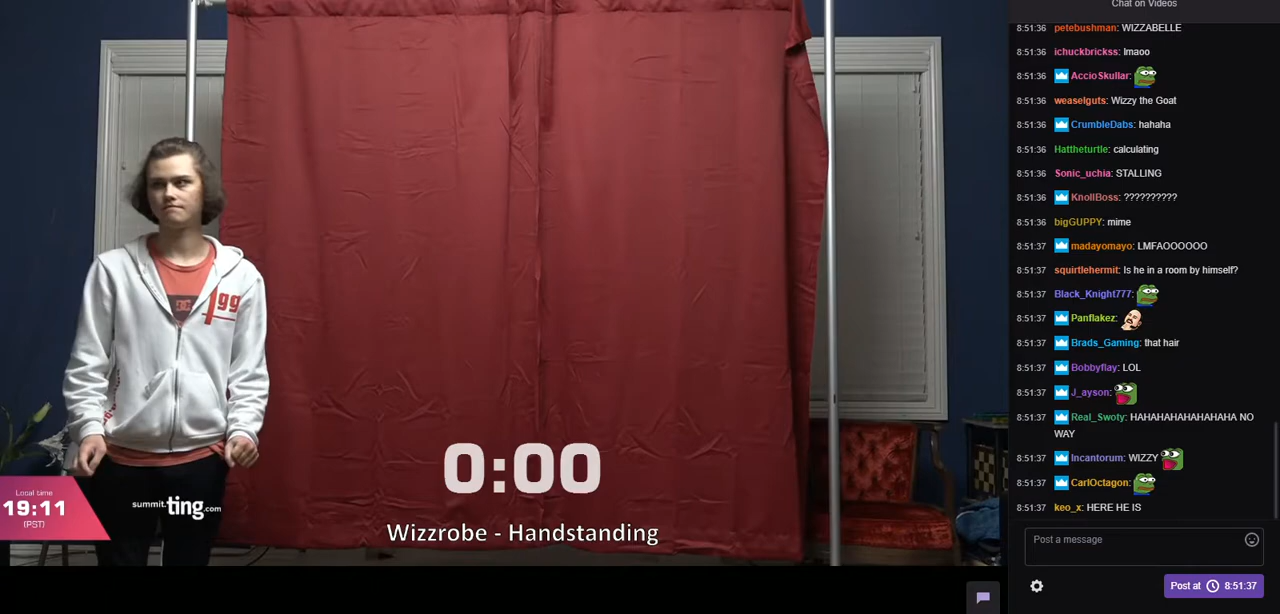 Chat on Videos
8:51:36 petebushman: WIZZABELLE
8:51:36 ichuckbrickss: lmaoo
8:51:36 AccioSkullar:
8:51:36 weaselguts: Wizzy the Goat
8:51:36 CrumbleDabs: hahaha
8:51:36 Hattheturtle: calculating
8:51:36 Sonic_uchia: STALLING
8:51:36 KnollBoss: ??????????
8:51:36 bigGUPPY: mime
8:51:37 madayomayo: LMFAOOOOOO
8:51:37 squirtlehermit: Is he in a room by himself?
8:51:37 Black_Knight777:
8:51:37 Panflakez:
8:51:37 Brads_Gaming: that hair
8:51:37 Bobbyflay: LOL
8:51:37 J_ayson:
8:51:37 Real_Swoty: HAHAHAHAHAHAHAHA NO
WAY
8:51:37 Incantorum: WIZZY
8:51:37 CarlOctagon:
8:51:37 keo_x: HERE HE IS
Post a message
Post at 8:51:37
DC
199
0:00
Wizzrobe - Handstanding
Local time
19:11
(PST)
summit.ting.com